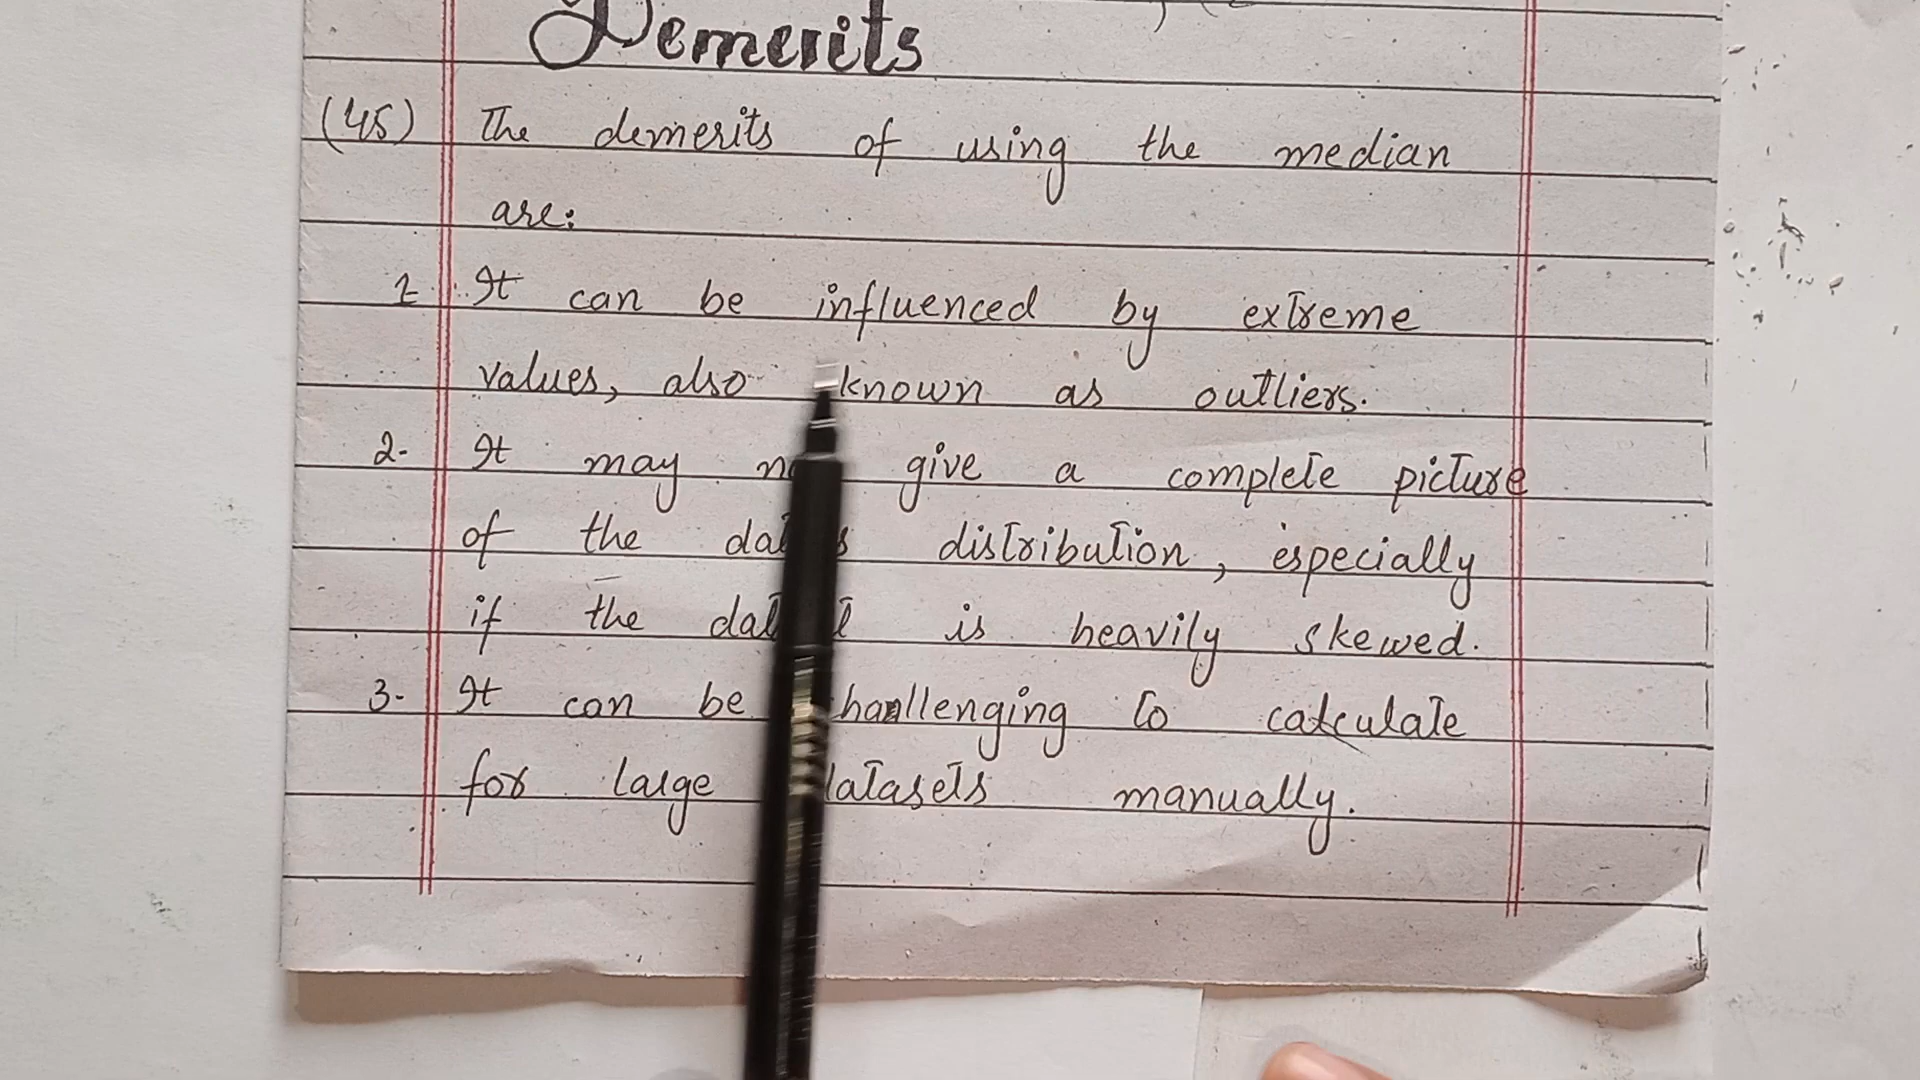 Demerits
(45) The demerits of using the median
are:
1 It can be influenced by extreme
values, also known as outliers.
2- It may give a complete picture
of the distribution, especially
if the is heavily skewed.
3- It can be to calculate
for large datasets manually.